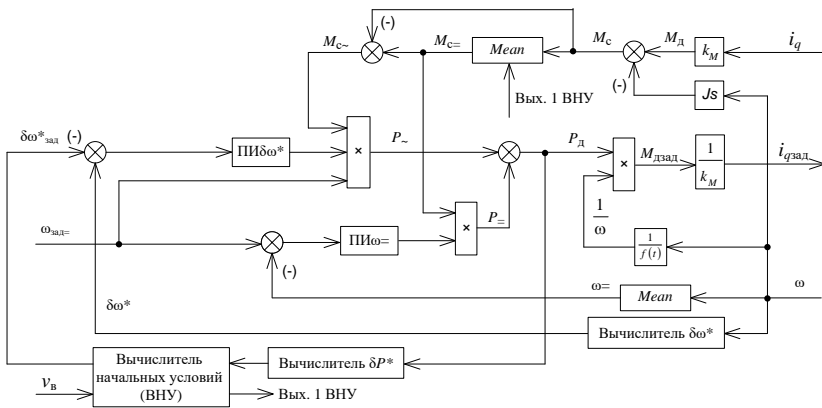 (-)
M_c~
M_c=
Mean
M_c
M_д
k_M
i_q
(-)
Js
Вых. 1 ВНУ
δω*_зад
(-)
ПИδω*
×
P_~
P_д
×
M_дзад
1
k_M
i_qзад
ω_зад=
(-)
ПИω=
×
P_=
1
ω
1
f(t)
δω*
ω=
Mean
ω
Вычислитель δω*
Вычислитель δP*
Вычислитель
начальных условий
(ВНУ)
v_в
Вых. 1 ВНУ